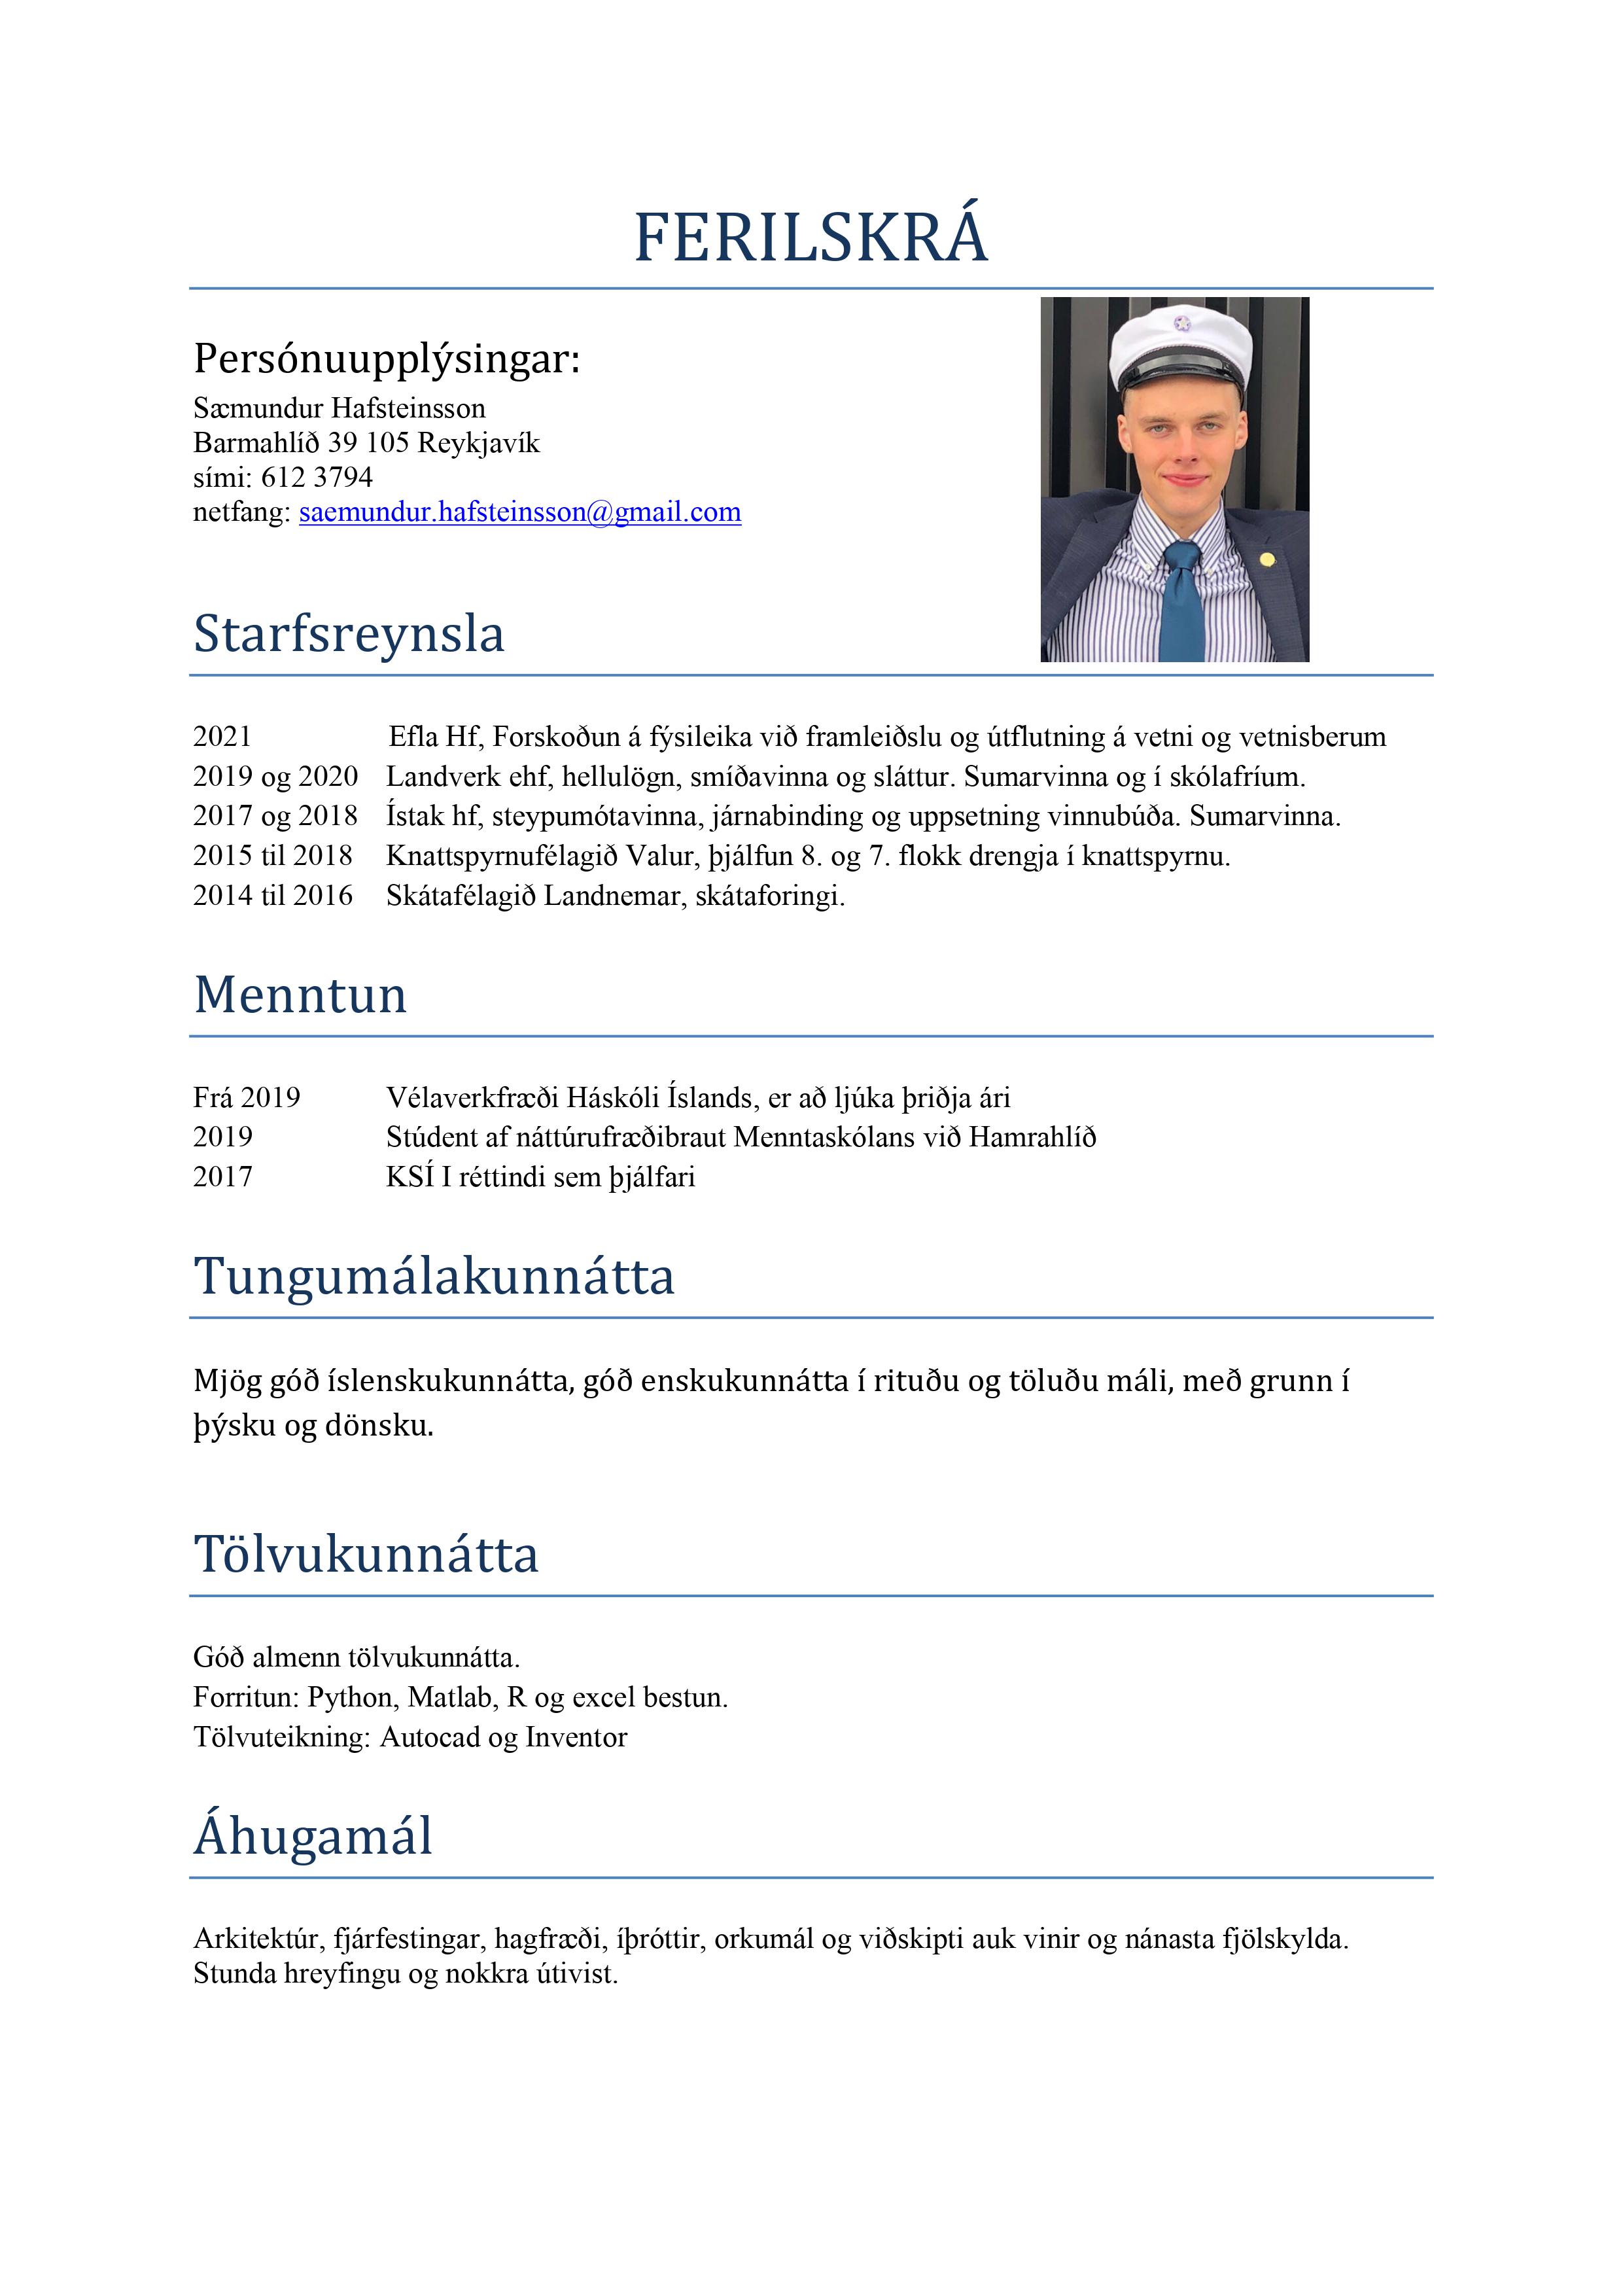 FERILSKRÁ
Persónuupplýsingar:
Sæmundur Hafsteinsson
Barmahlíð 39 105 Reykjavík
sími: 612 3794
netfang: saemundur.hafsteinsson@gmail.com
Starfsreynsla
2021 Efla Hf, Forskoðun á fýsileika við framleiðslu og útflutning á vetni og vetnisberum
2019 og 2020 Landverk ehf, hellulögn, smíðavinna og sláttur. Sumarvinna og í skólafríum.
2017 og 2018 Ístak hf, steypumótavinna, járnabinding og uppsetning vinnubúða. Sumarvinna.
2015 til 2018 Knattspyrnufélagið Valur, þjálfun 8. og 7. flokk drengja í knattspyrnu.
2014 til 2016 Skátafélagið Landnemar, skátaforingi.
Menntun
Frá 2019 Vélaverkfræði Háskóli Íslands, er að ljúka þriðja ári
2019 Stúdent af náttúrufræðibraut Menntaskólans við Hamrahlíð
2017 KSÍ I réttindi sem þjálfari
Tungumálakunnátta
Mjög góð íslenskukunnátta, góð enskukunnátta í rituðu og töluðu máli, með grunn í
þýsku og dönsku.
Tölvukunnátta
Góð almenn tölvukunnátta.
Forritun: Python, Matlab, R og excel bestun.
Tölvuteikning: Autocad og Inventor
Áhugamál
Arkitektúr, fjárfestingar, hagfræði, íþróttir, orkumál og viðskipti auk vinir og nánasta fjölskylda.
Stunda hreyfingu og nokkra útivist.